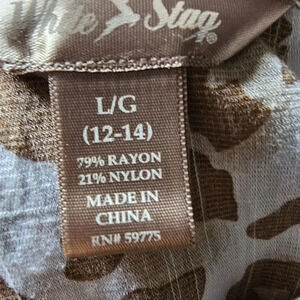 White Stag
®
L/G
(12-14)
79% RAYON
21% NYLON
MADE IN
CHINA
RN# 59775